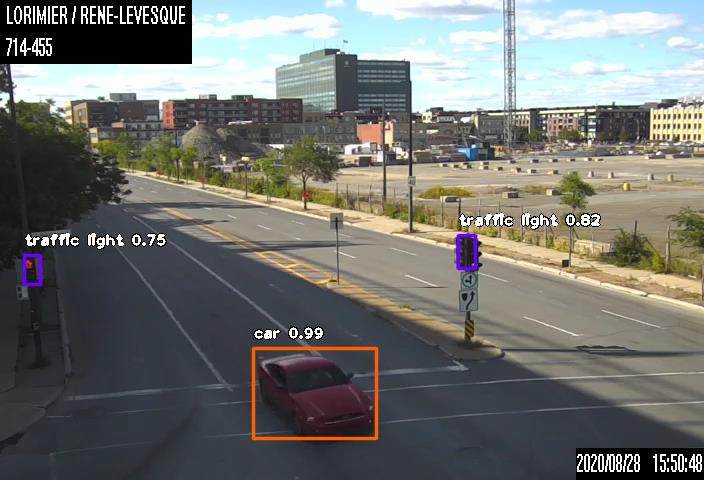 LORIMIER / RENE-LEVESQUE
714-455
traffic light 0.82
traffic light 0.75
car 0.99
2020/08/28 15:50:48